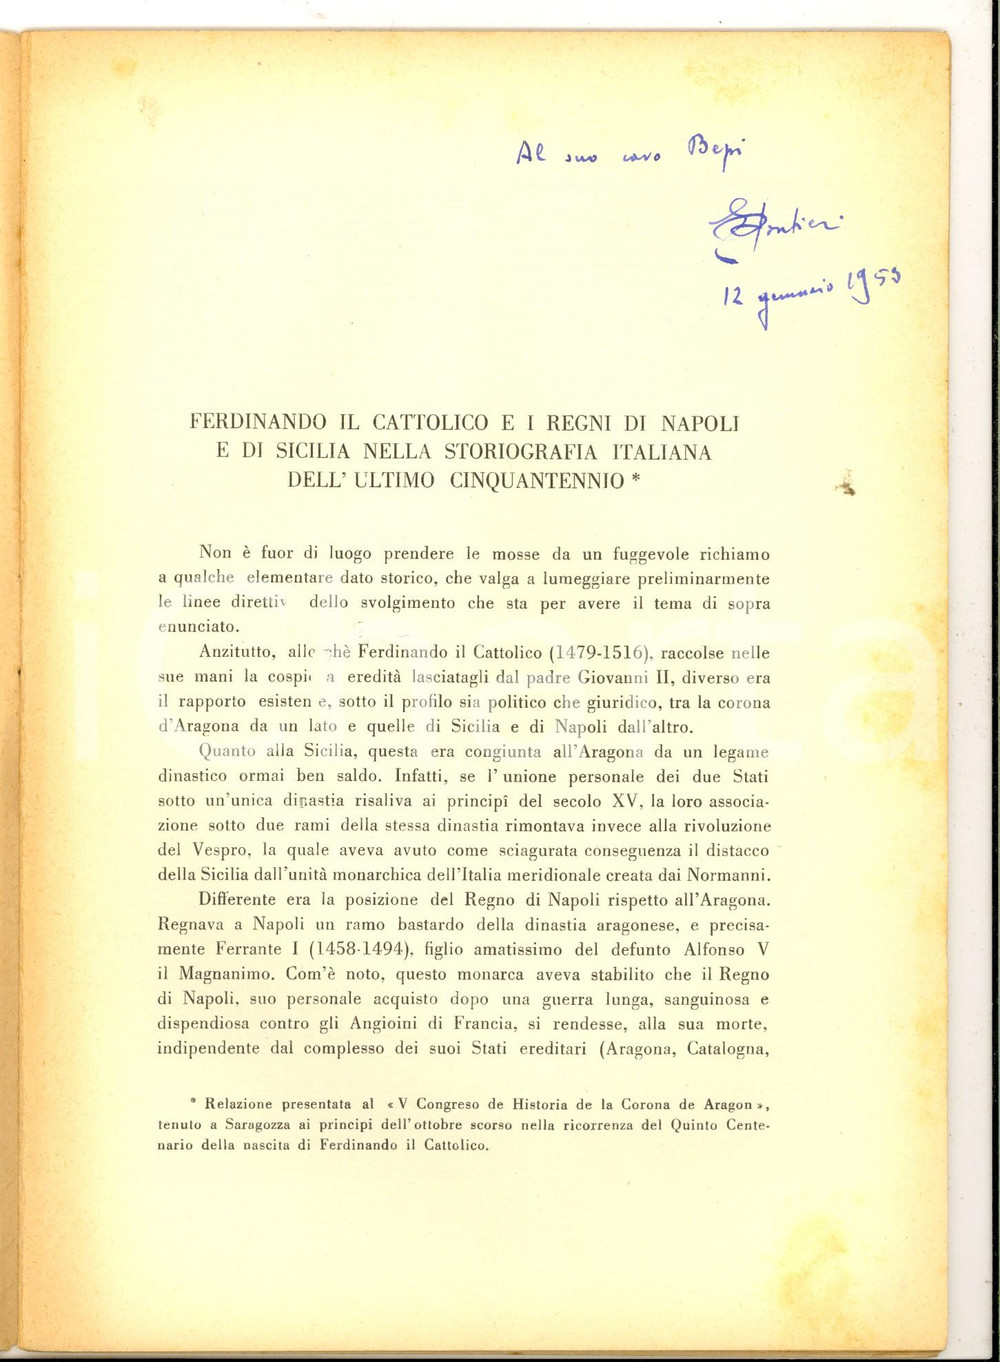 Al suo caro Bepi
EPontieri
12 gennaio 1953
FERDINANDO IL CATTOLICO E I REGNI DI NAPOLI
E DI SICILIA NELLA STORIOGRAFIA ITALIANA
DELL' ULTIMO CINQUANTENNIO *
Non è fuor di luogo prendere le mosse da un fuggevole richiamo
a qualche elementare dato storico, che valga a lumeggiare preliminarmente
le linee direttiv dello svolgimento che sta per avere il tema di sopra
enunciato.
Anzitutto, allo chè Ferdinando il Cattolico (1479-1516), raccolse nelle
sue mani la cospi a eredità lasciatagli dal padre Giovanni II, diverso era
il rapporto esisten e, sotto il profilo sia politico che giuridico, tra la corona
d'Aragona da un lato e quelle di Sicilia e di Napoli dall'altro.
Quanto alla Sicilia, questa era congiunta all'Aragona da un legame
dinastico ormai ben saldo. Infatti, se l' unione personale dei due Stati
sotto un'unica dinastia risaliva ai principî del secolo XV, la loro associa-
zione sotto due rami della stessa dinastia rimontava invece alla rivoluzione
del Vespro, la quale aveva avuto come sciagurata conseguenza il distacco
della Sicilia dall'unità monarchica dell'Italia meridionale creata dai Normanni.
Differente era la posizione del Regno di Napoli rispetto all'Aragona.
Regnava a Napoli un ramo bastardo della dinastia aragonese, e precisa-
mente Ferrante I (1458-1494), figlio amatissimo del defunto Alfonso V
il Magnanimo. Com'è noto, questo monarca aveva stabilito che il Regno
di Napoli, suo personale acquisto dopo una guerra lunga, sanguinosa e
dispendiosa contro gli Angioini di Francia, si rendesse, alla sua morte,
indipendente dal complesso dei suoi Stati ereditari (Aragona, Catalogna,
* Relazione presentata al « V Congreso de Historia de la Corona de Aragon »,
tenuto a Saragozza ai principi dell'ottobre scorso nella ricorrenza del Quinto Cente-
nario della nascita di Ferdinando il Cattolico.